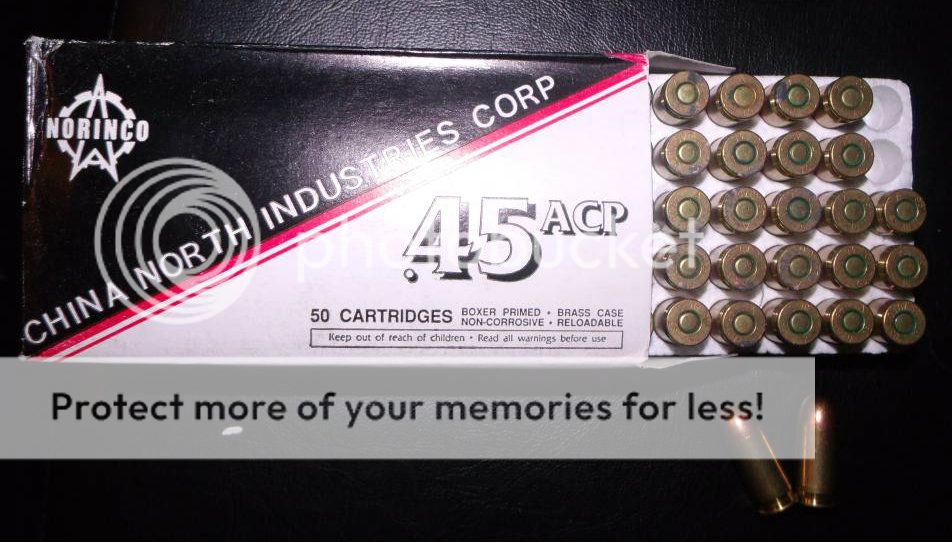 NORINCO
CHINA NORTH INDUSTRIES CORP
.45 ACP
50 CARTRIDGES
BOXER PRIMED • BRASS CASE
NON-CORROSIVE • RELOADABLE
Keep out of reach of children • Read all warnings before use
photobucket
Protect more of your memories for less!